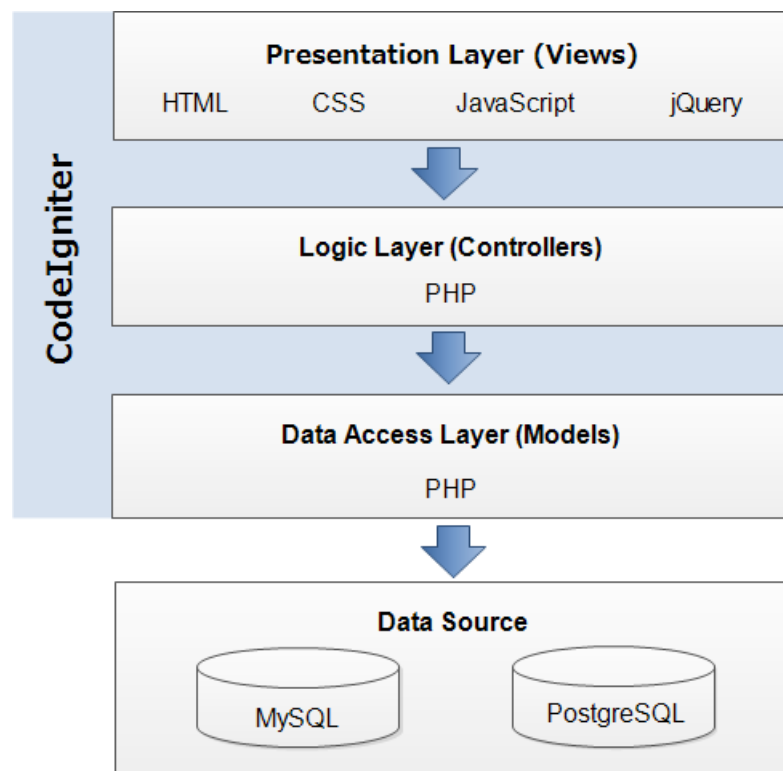 CodeIgniter
Presentation Layer (Views)
HTML CSS JavaScript jQuery
Logic Layer (Controllers)
PHP
Data Access Layer (Models)
PHP
Data Source
MySQL PostgreSQL